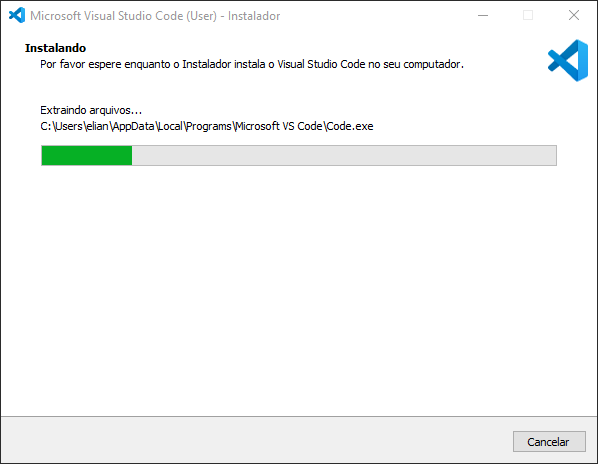 Microsoft Visual Studio Code (User) - Instalador
Instalando
Por favor espere enquanto o Instalador instala o Visual Studio Code no seu computador.
Extraindo arquivos...
C:\Users\elian\AppData\Local\Programs\Microsoft VS Code\Code.exe
Cancelar